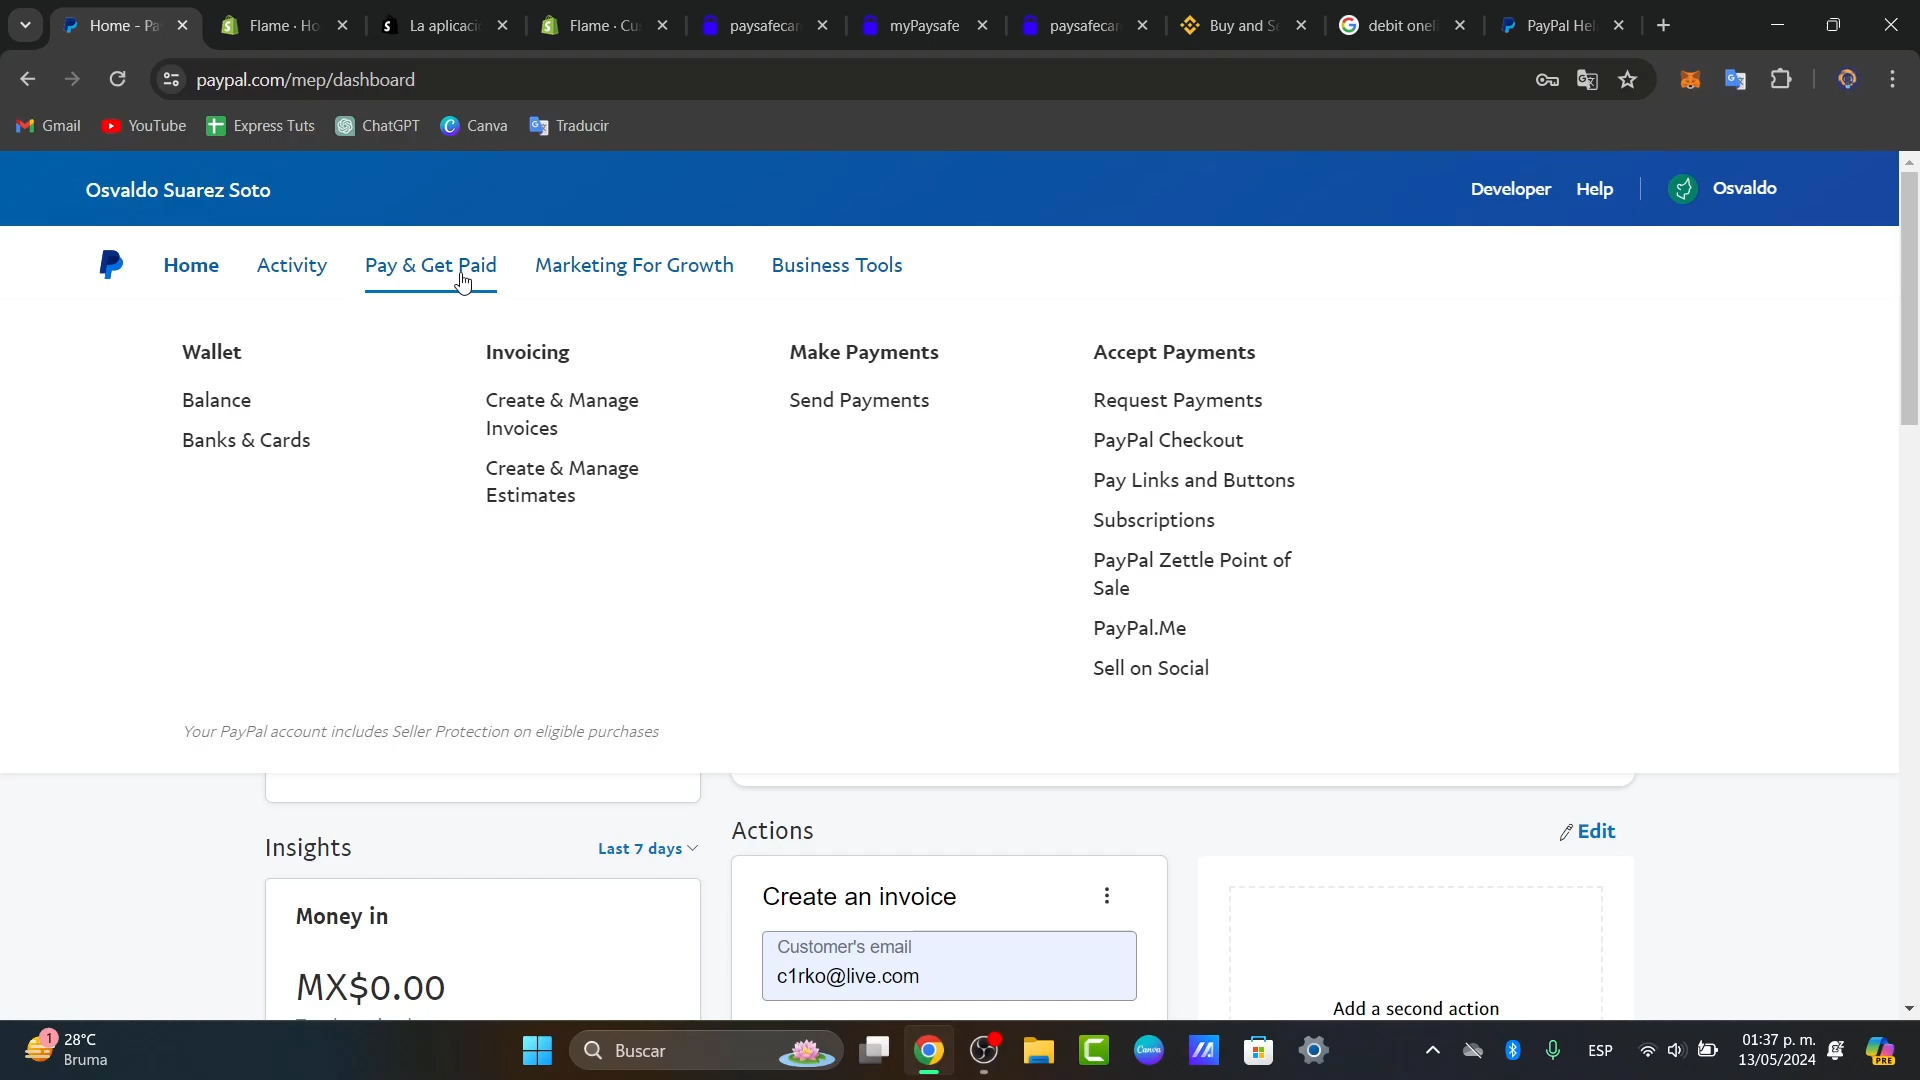 Home - Pa
Flame · Ho
La aplicaci
Flame · Cu
paysafecar
myPaysafe
paysafecar
Buy and Se
debit onel
PayPal Hel
paypal.com/mep/dashboard
Gmail
YouTube
Express Tuts
ChatGPT
Canva
Traducir
Osvaldo Suarez Soto
Developer
Help
Osvaldo
Home
Activity
Pay & Get Paid
Marketing For Growth
Business Tools
Wallet
Balance
Banks & Cards
Invoicing
Create & Manage
Invoices
Create & Manage
Estimates
Make Payments
Send Payments
Accept Payments
Request Payments
PayPal Checkout
Pay Links and Buttons
Subscriptions
PayPal Zettle Point of
Sale
PayPal.Me
Sell on Social
Your PayPal account includes Seller Protection on eligible purchases
Insights
Last 7 days
Money in
MX$0.00
Actions
Edit
Create an invoice
Customer's email
c1rko@live.com
Add a second action
1
28°C
Bruma
Buscar
Canva
ESP
01:37 p. m.
13/05/2024
PRE